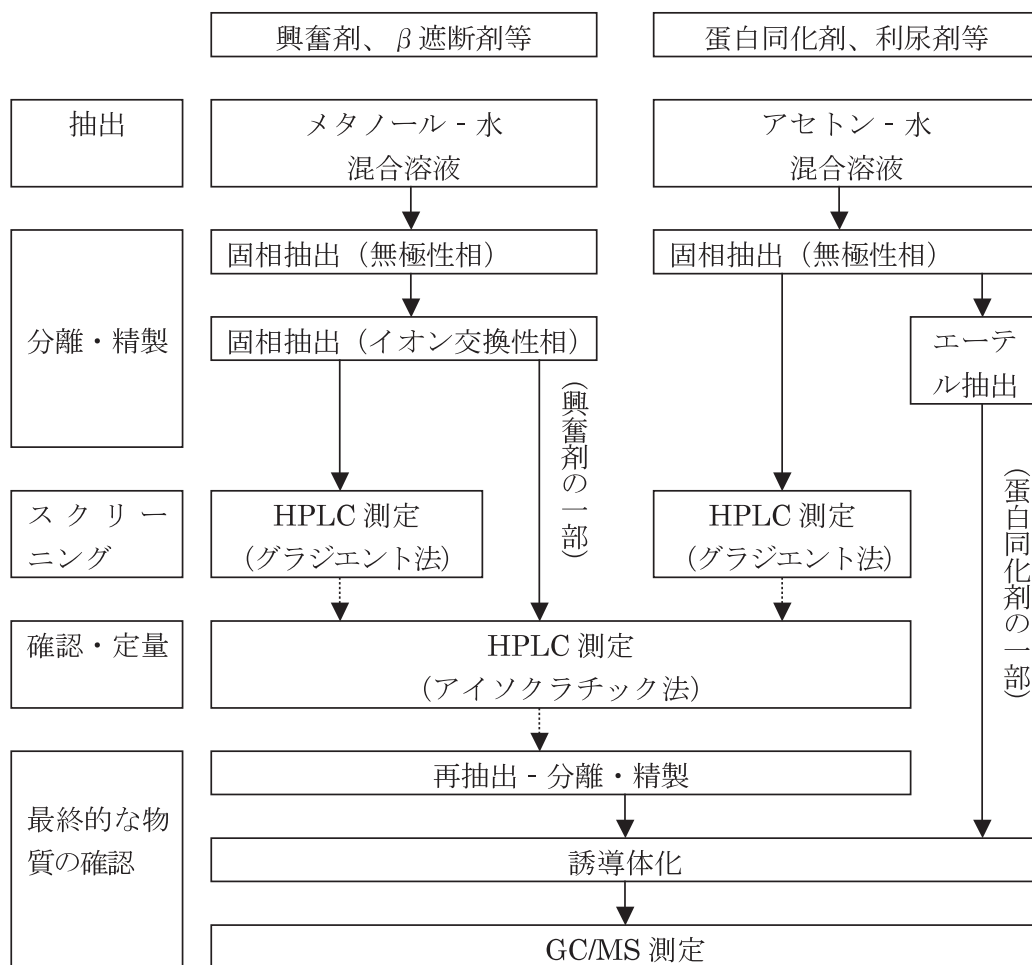 興奮剤、β遮断剤等
蛋白同化剤、利尿剤等
抽出
メタノール‐水
混合溶液
アセトン‐水
混合溶液
分離・精製
固相抽出（無極性相）
固相抽出（無極性相）
固相抽出（イオン交換性相）
エーテ
ル抽出
（興奮剤の一部）
（蛋白同化剤の一部）
スクリー
ニング
HPLC 測定
（グラジエント法）
HPLC 測定
（グラジエント法）
確認・定量
HPLC 測定
（アイソクラチック法）
最終的な物
質の確認
再抽出‐分離・精製
誘導体化
GC/MS 測定